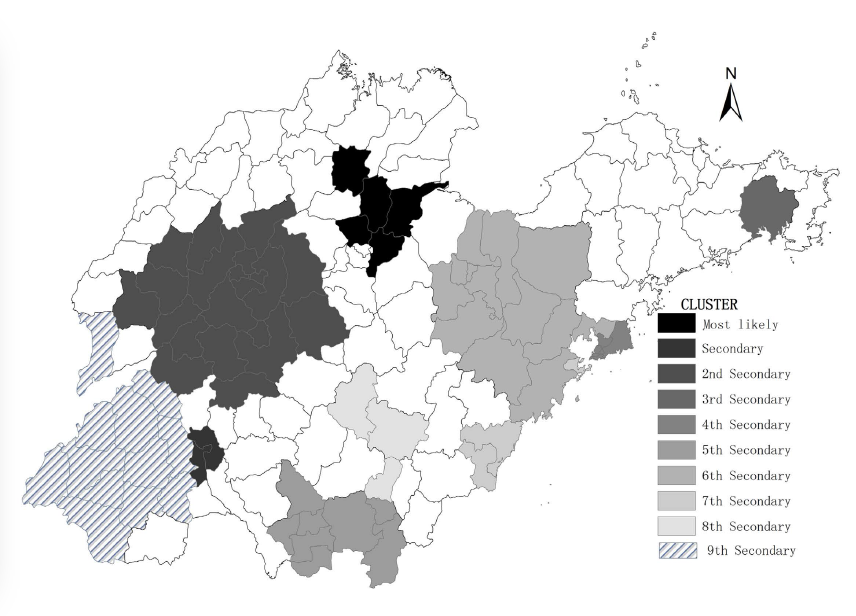 N
CLUSTER
Most likely
Secondary
2nd Secondary
3rd Secondary
4th Secondary
5th Secondary
6th Secondary
7th Secondary
8th Secondary
9th Secondary